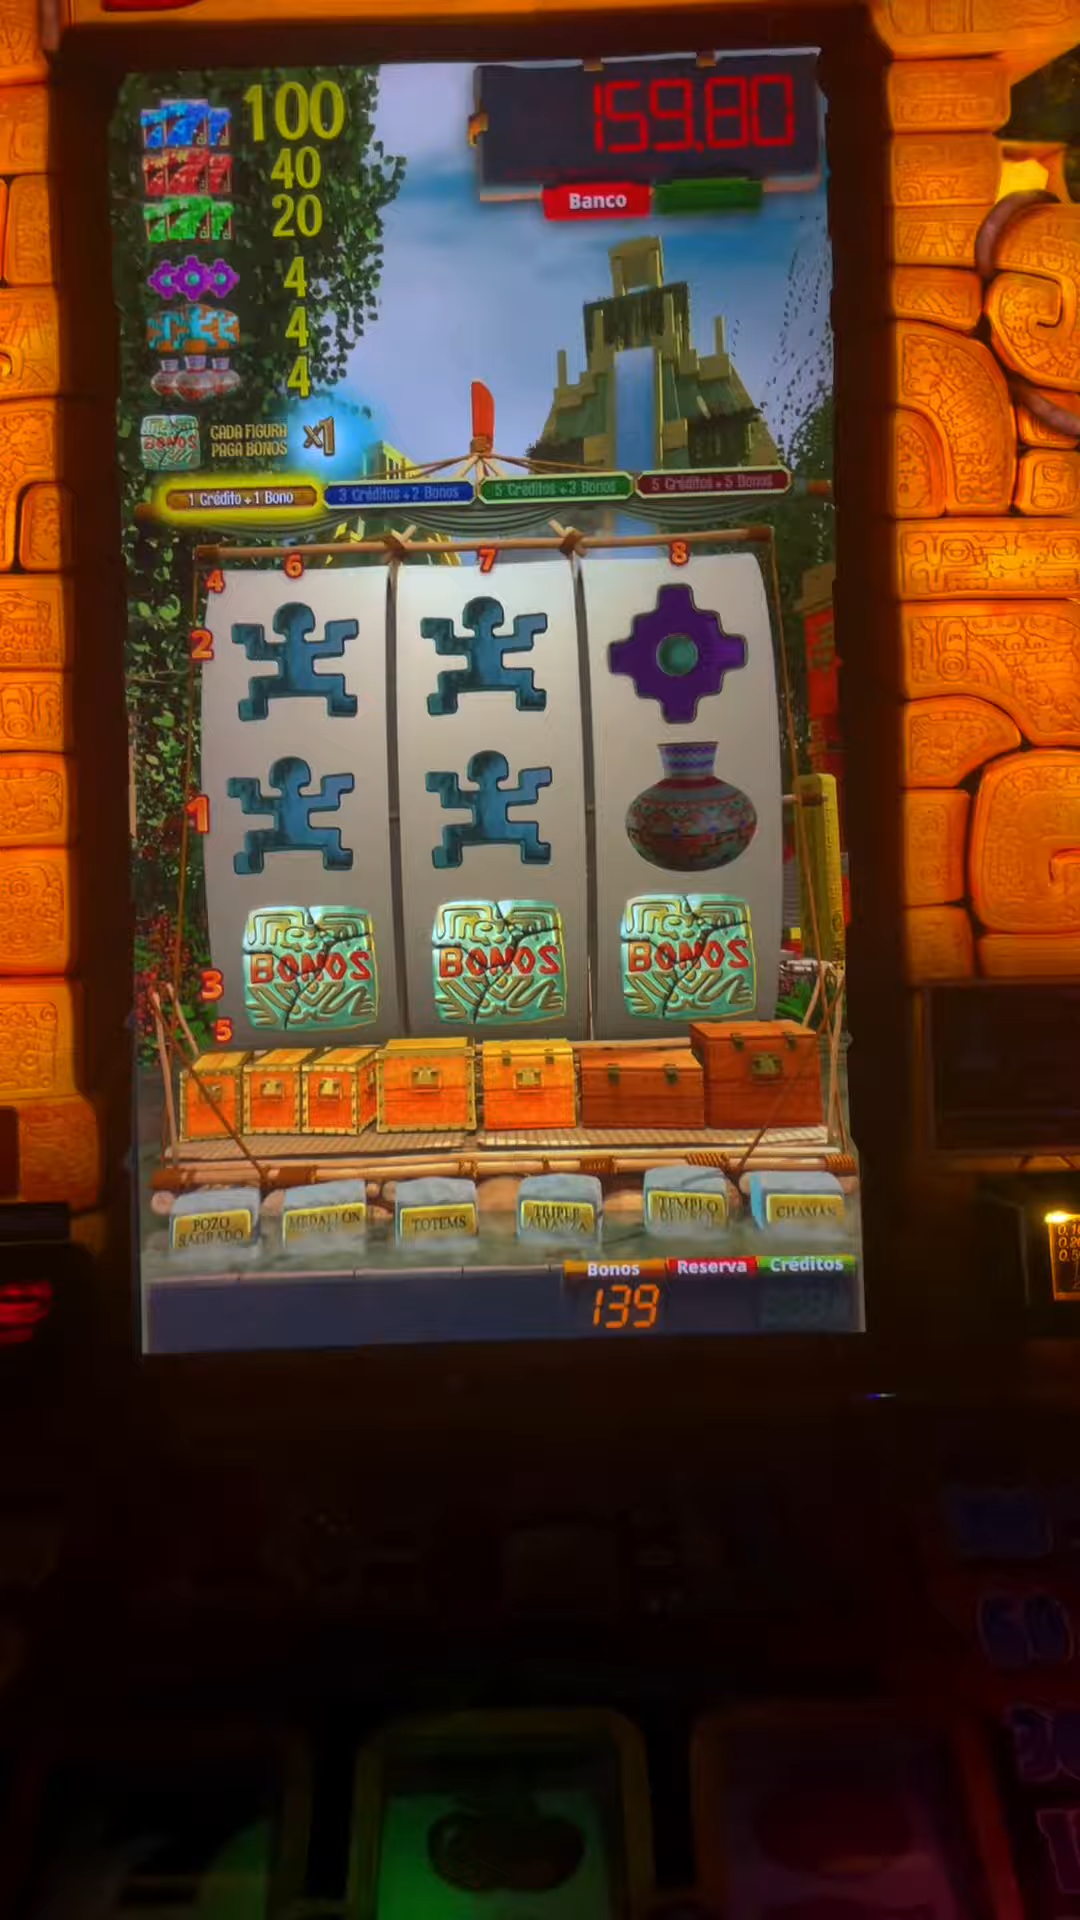 100
40
20
4
4
4
159.80
Banco
BONOS
CADA FIGURA
PAGA BONOS
x1
1 Crédito + 1 Bono
3 Créditos + 2 Bonos
5 Créditos + 3 Bonos
5 Créditos + 5 Bonos
4
6
7
8
2
1
BONOS
BONOS
BONOS
3
5
POZO
SAGRADO
MEDALLÓN
TOTEMS
TRIPLE
ALIANZA
TEMPLO
CHAMÁN
Bonos
Reserva
Créditos
139